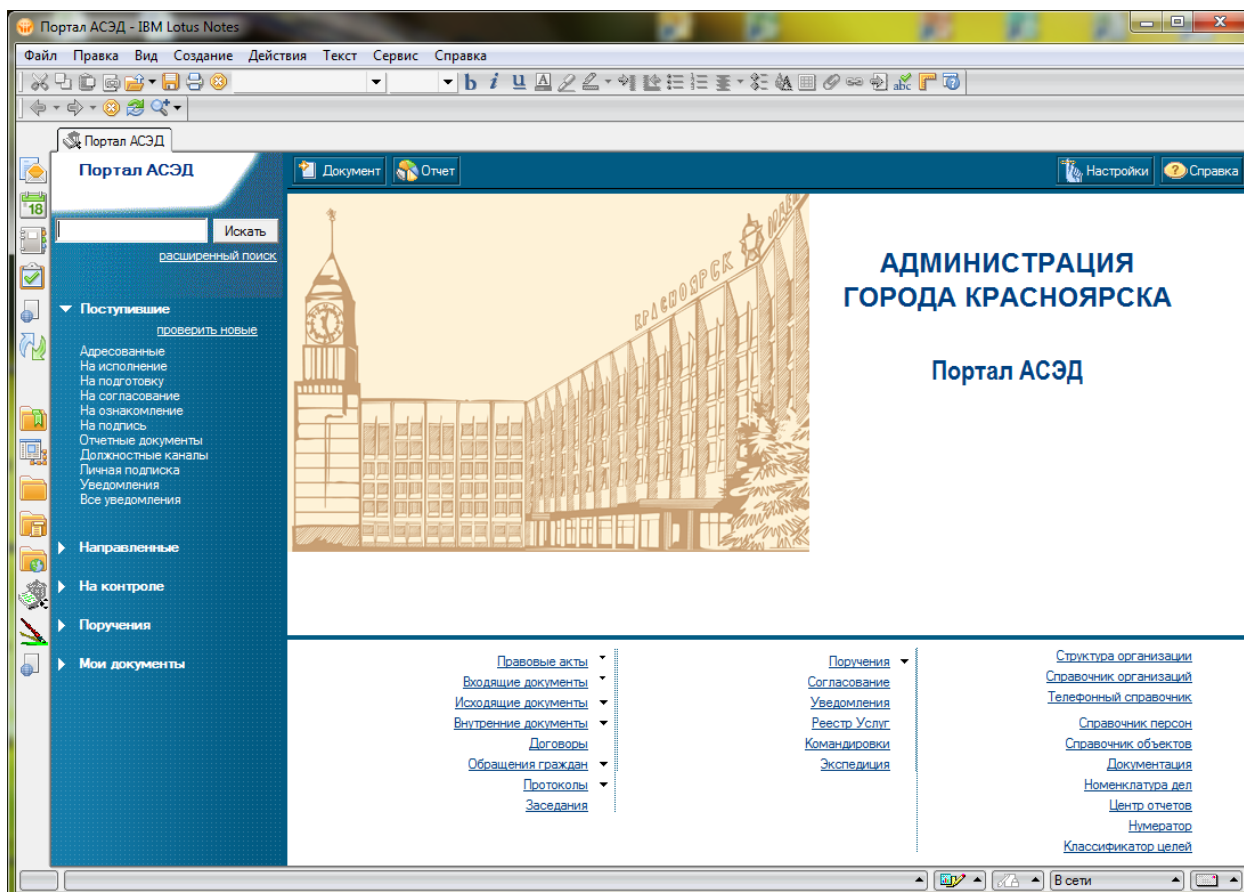 Портал АСЭД - IBM Lotus Notes
Файл Правка Вид Создание Действия Текст Сервис Справка
b i u A
abc
Портал АСЭД
Портал АСЭД
Документ Отчет Настройки Справка
18
Искать
расширенный поиск
Поступившие
проверить новые
Адресованные
На исполнение
На подготовку
На согласование
На ознакомление
На подпись
Отчетные документы
Должностные каналы
Личная подписка
Уведомления
Все уведомления
Направленные
На контроле
Поручения
Мои документы
КРАСНОЯРСК
АДМИНИСТРАЦИЯ
ГОРОДА КРАСНОЯРСКА
Портал АСЭД
Правовые акты
Входящие документы
Исходящие документы
Внутренние документы
Договоры
Обращения граждан
Протоколы
Заседания
Поручения
Согласование
Уведомления
Реестр Услуг
Командировки
Экспедиция
Структура организации
Справочник организаций
Телефонный справочник
Справочник персон
Справочник объектов
Документация
Номенклатура дел
Центр отчетов
Нумератор
Классификатор целей
В сети